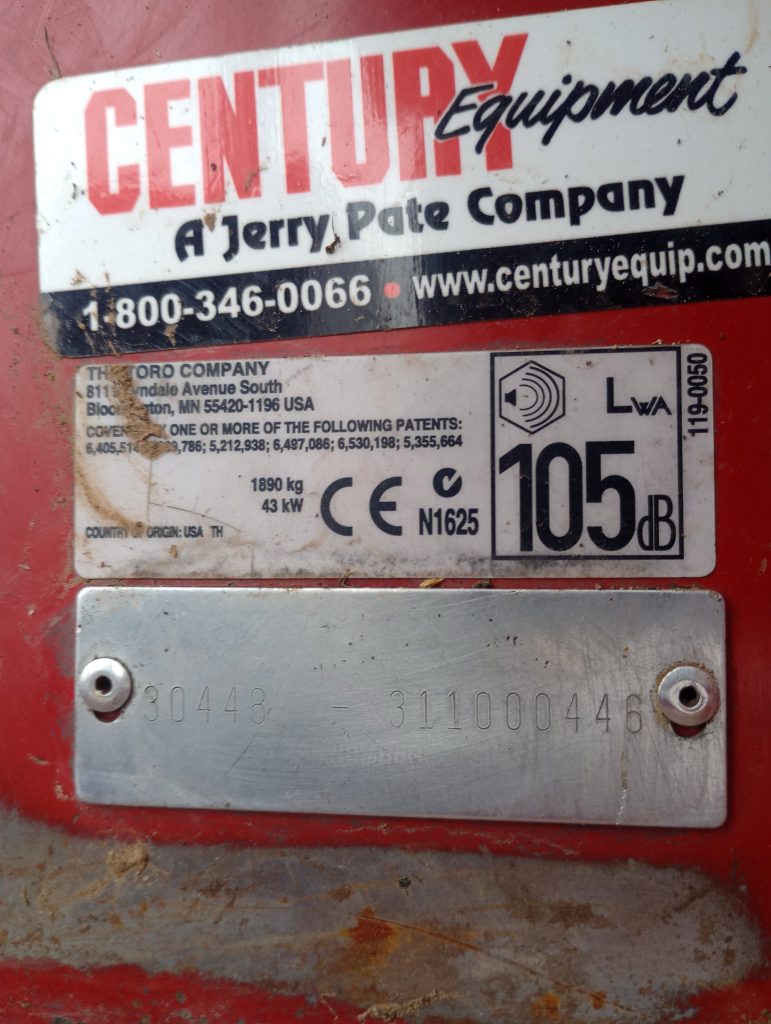 CENTURY Equipment
A Jerry Pate Company
1-800-346-0066 • www.centuryequip.com
TORO COMPANY
Avenue South
MN 55420-1196 USA
ONE OR MORE OF THE FOLLOWING PATENTS:
5,212,938; 6,497,086; 6,530,198; 5,355,664
1890 kg
43 kW
CE
N1625
COUNTRY OF ORIGIN: USA TH
LWA
105 dB
119-0050
30448 - 311000446